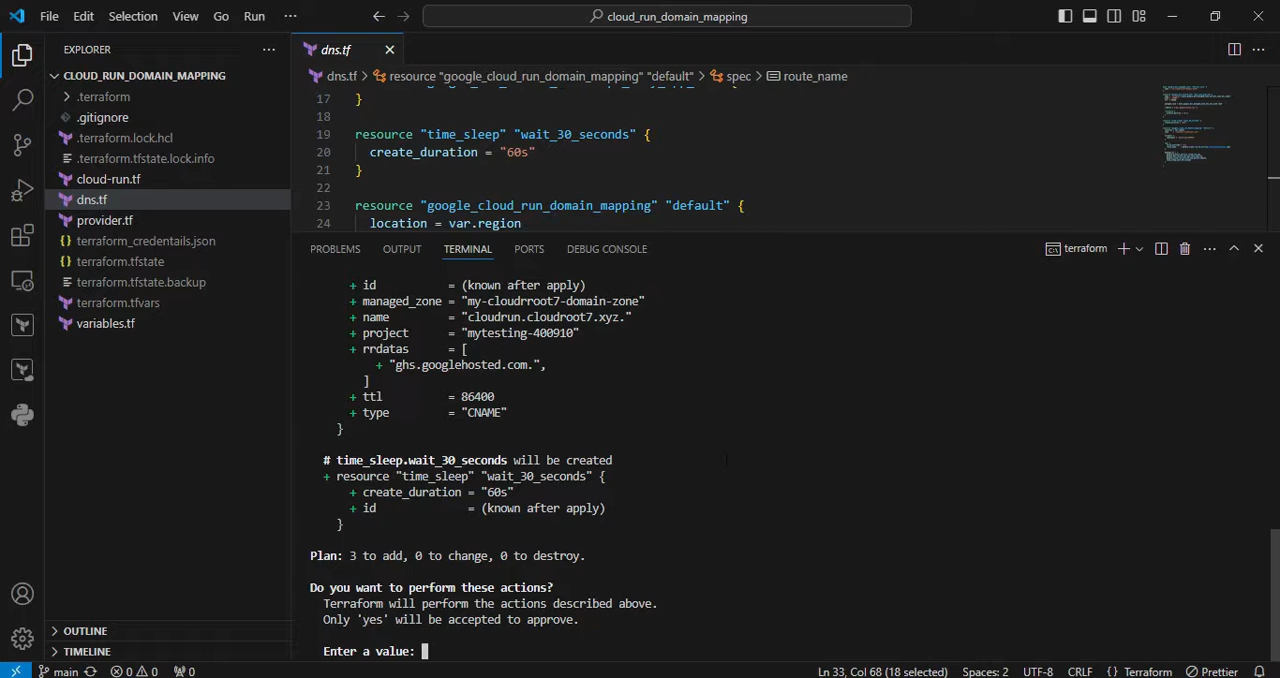 File Edit Selection View Go Run ··· cloud_run_domain_mapping
EXPLORER ···
CLOUD_RUN_DOMAIN_MAPPING
.terraform
.gitignore
.terraform.lock.hcl
.terraform.tfstate.lock.info
cloud-run.tf
dns.tf
provider.tf
terraform_credentails.json
terraform.tfstate
terraform.tfstate.backup
terraform.tfvars
variables.tf
OUTLINE
TIMELINE
dns.tf
dns.tf > resource "google_cloud_run_domain_mapping" "default" > spec > route_name
17 }
18
19 resource "time_sleep" "wait_30_seconds" {
20 create_duration = "60s"
21 }
22
23 resource "google_cloud_run_domain_mapping" "default" {
24 location = var.region
PROBLEMS OUTPUT TERMINAL PORTS DEBUG CONSOLE terraform
+ id = (known after apply)
+ managed_zone = "my-cloudrroot7-domain-zone"
+ name = "cloudrun.cloudroot7.xyz."
+ project = "mytesting-400910"
+ rrdatas = [
+ "ghs.googlehosted.com.",
]
+ ttl = 86400
+ type = "CNAME"
}
# time_sleep.wait_30_seconds will be created
+ resource "time_sleep" "wait_30_seconds" {
+ create_duration = "60s"
+ id = (known after apply)
}
Plan: 3 to add, 0 to change, 0 to destroy.
Do you want to perform these actions?
Terraform will perform the actions described above.
Only 'yes' will be accepted to approve.
Enter a value:
main 0 0 0 Ln 33, Col 68 (18 selected) Spaces: 2 UTF-8 CRLF { } Terraform Prettier